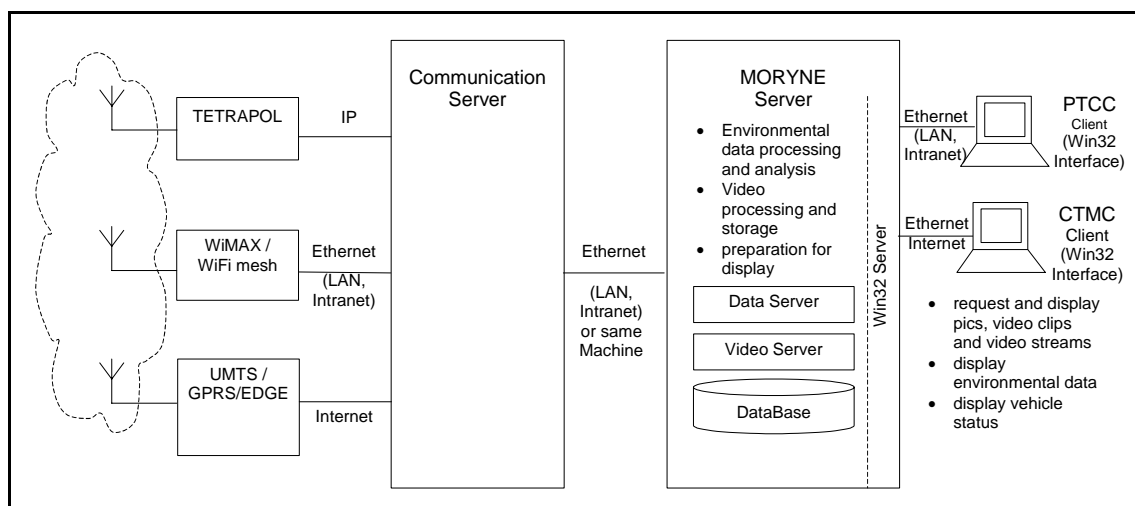 TETRAPOL
IP
WiMAX /
WiFi mesh
Ethernet
(LAN,
Intranet)
UMTS /
GPRS/EDGE
Internet
Communication
Server
Ethernet
(LAN,
Intranet)
or same
Machine
MORYNE
Server
• Environmental
data processing
and analysis
• Video
processing and
storage
• preparation for
display
Data Server
Video Server
DataBase
Win32 Server
Ethernet
(LAN,
Intranet)
PTCC
Client
(Win32
Interface)
Ethernet
Internet
CTMC
Client
(Win32
Interface)
• request and display
pics, video clips
and video streams
• display
environmental data
• display vehicle
status